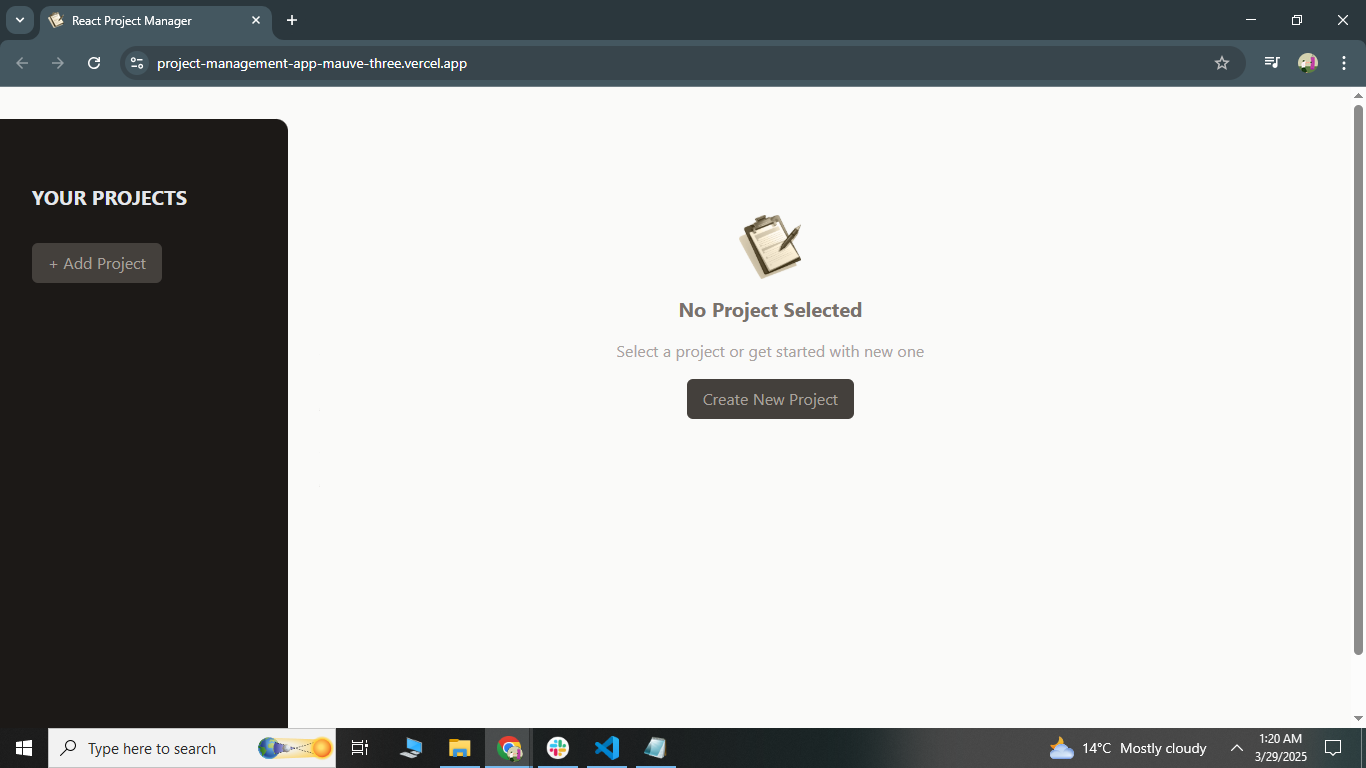 React Project Manager
project-management-app-mauve-three.vercel.app
YOUR PROJECTS
+ Add Project
No Project Selected
Select a project or get started with new one
Create New Project
Type here to search
14°C Mostly cloudy
1:20 AM
3/29/2025